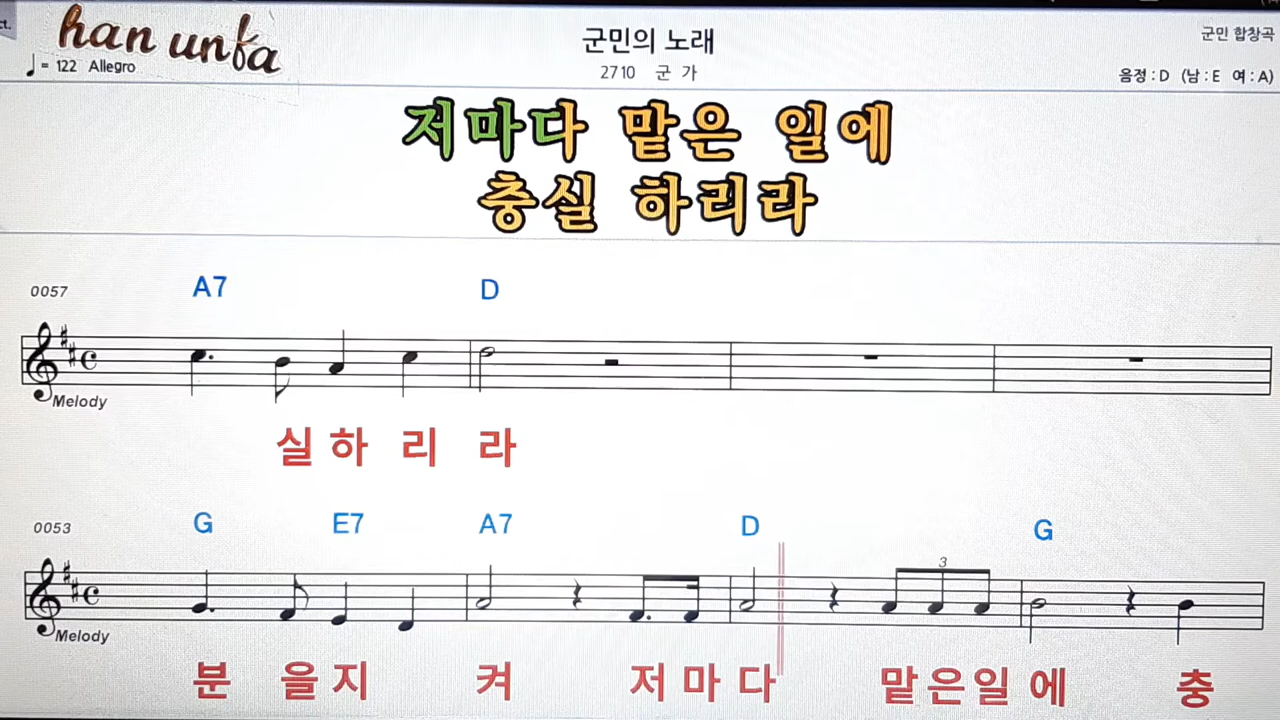 ct.
han unfa
♩= 122 Allegro
군민의 노래
2710 군 가
군민 합창곡
음정 : D (남 : E 여 : A)
저마다 맡은 일에
충실 하리라
0057
A7 D
Melody
실 하 리 라
0053
G E7 A7 D G
3
Melody
분 을 지 켜 저 마 다 맡 은 일 에 충